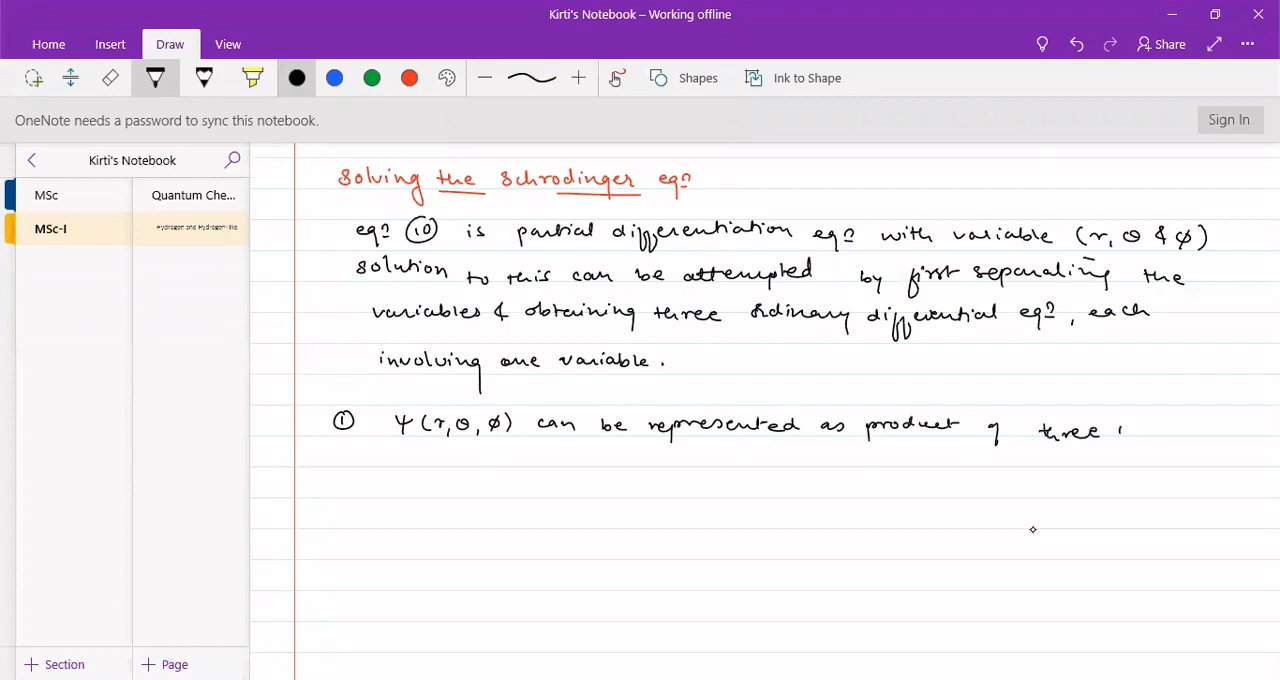 Kirti's Notebook – Working offline
Home Insert Draw View Share
Shapes Ink to Shape
OneNote needs a password to sync this notebook. Sign In
Kirti's Notebook
MSc Quantum Che...
MSc-I Hydrogen and Hydrogen-like
Solving the Schrodinger eqn
eqn 10 is partial differentiation eqn with variable (r, θ & φ)
solution to this can be attempted by first separating the
variables & obtaining three ordinary differential eqn, each
involving one variable.
① Ψ(r, θ, φ) can be represented as product of three
+ Section + Page